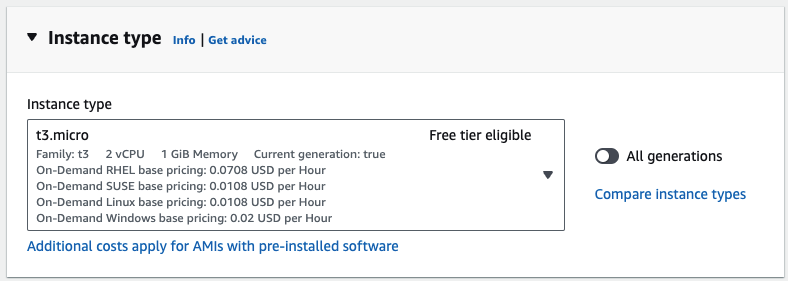 Instance type Info | Get advice
Instance type
t3.micro Free tier eligible
Family: t3 2 vCPU 1 GiB Memory Current generation: true
On-Demand RHEL base pricing: 0.0708 USD per Hour
On-Demand SUSE base pricing: 0.0108 USD per Hour
On-Demand Linux base pricing: 0.0108 USD per Hour
On-Demand Windows base pricing: 0.02 USD per Hour
All generations
Compare instance types
Additional costs apply for AMIs with pre-installed software